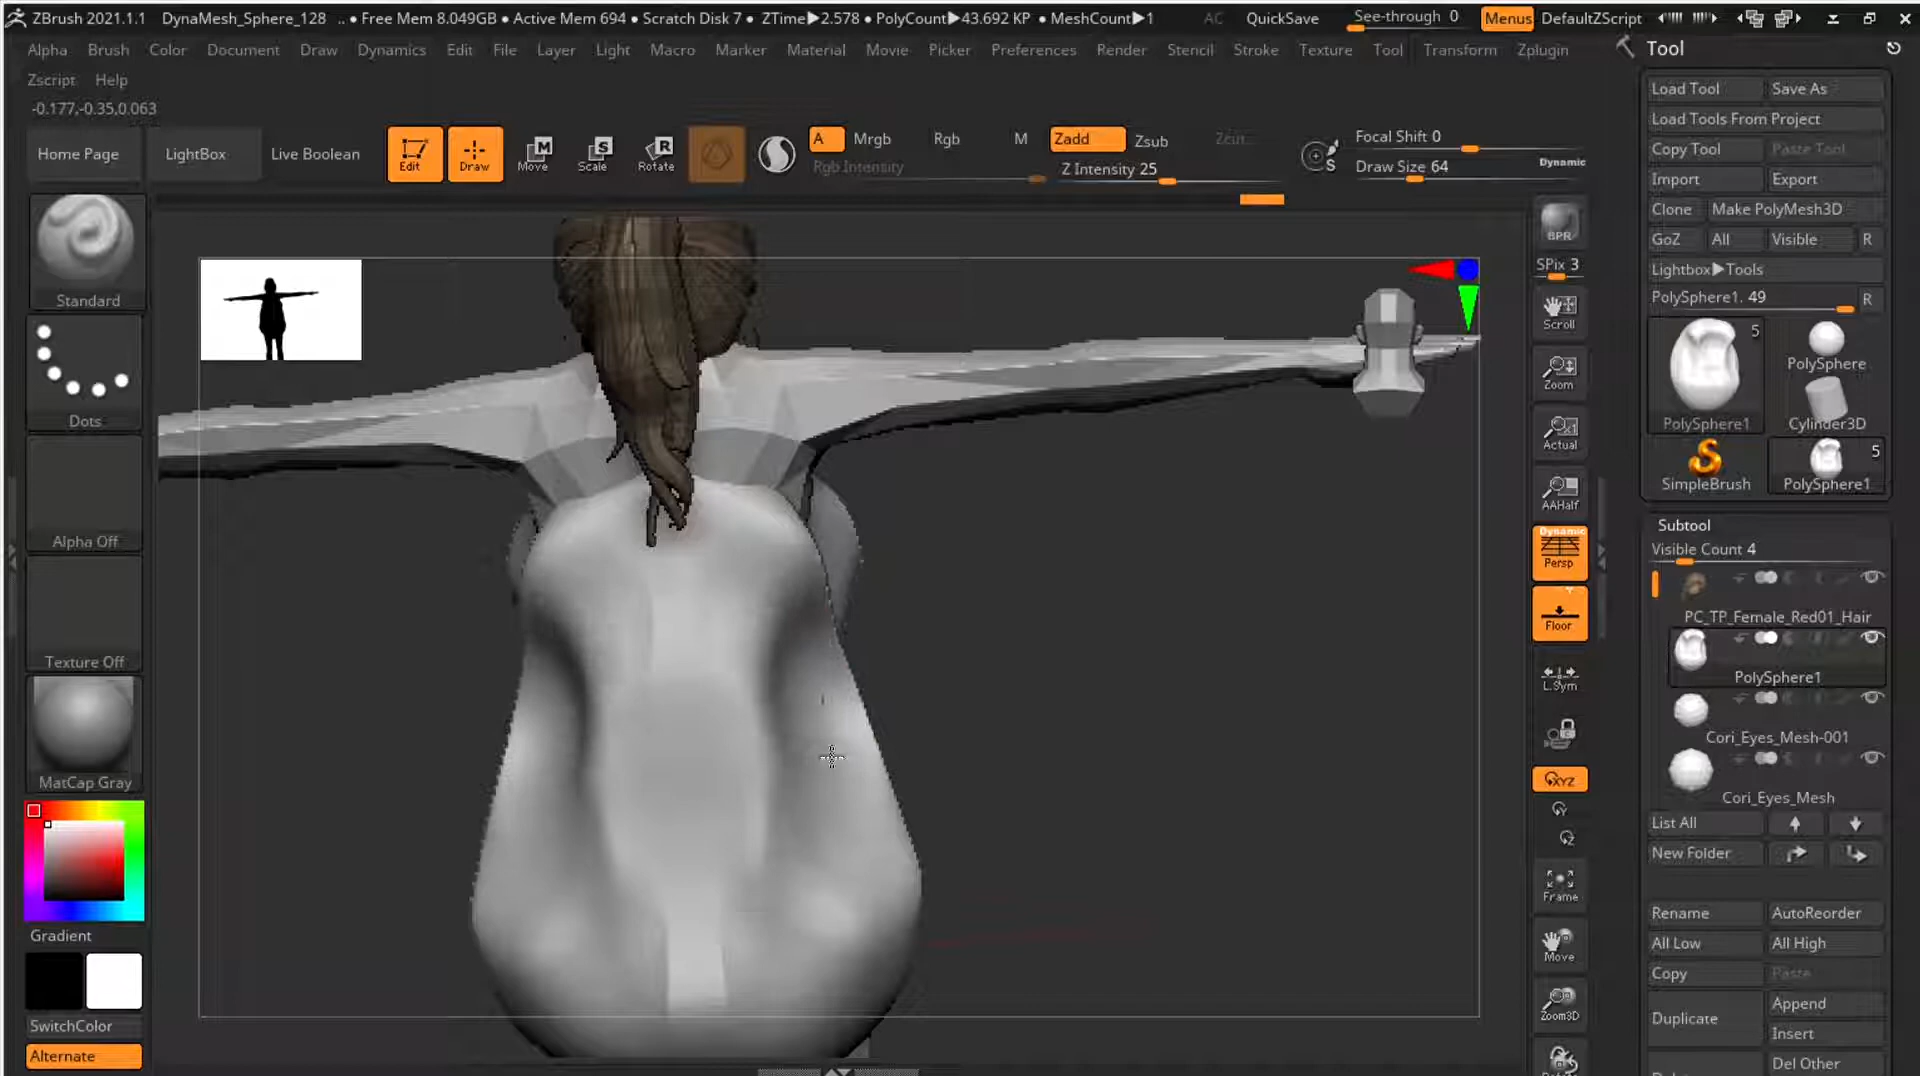 ZBrush 2021.1.1 DynaMesh_Sphere_128 .. • Free Mem 8.049GB • Active Mem 694 • Scratch Disk 7 • ZTime▶2.578 • PolyCount▶43.692 KP • MeshCount▶1 AC QuickSave See-through 0 Menus DefaultZScript
Alpha Brush Color Document Draw Dynamics Edit File Layer Light Macro Marker Material Movie Picker Preferences Render Stencil Stroke Texture Tool Transform Zplugin
Zscript Help
-0.177,-0.35,0.063
Home Page LightBox Live Boolean Edit Draw Move Scale Rotate
A Mrgb Rgb M Zadd Zsub Zcut Focal Shift 0
Rgb Intensity Z Intensity 25 S Draw Size 64 Dynamic
Standard
Dots
Alpha Off
Texture Off
MatCap Gray
Gradient
SwitchColor
Alternate
BPR
SPix 3
Scroll
Zoom
Actual
AAHalf
Dynamic
Persp
Floor
L.Sym
XYZ
Y
Z
Frame
Move
Zoom3D
Tool
Load Tool Save As
Load Tools From Project
Copy Tool Paste Tool
Import Export
Clone Make PolyMesh3D
GoZ All Visible R
Lightbox▶Tools
PolySphere1. 49 R
5
PolySphere
PolySphere1 Cylinder3D
5
SimpleBrush PolySphere1
Subtool
Visible Count 4
PC_TP_Female_Red01_Hair
PolySphere1
Cori_Eyes_Mesh-001
Cori_Eyes_Mesh
List All
New Folder
Rename AutoReorder
All Low All High
Copy Paste
Duplicate Append
Insert
Del Other